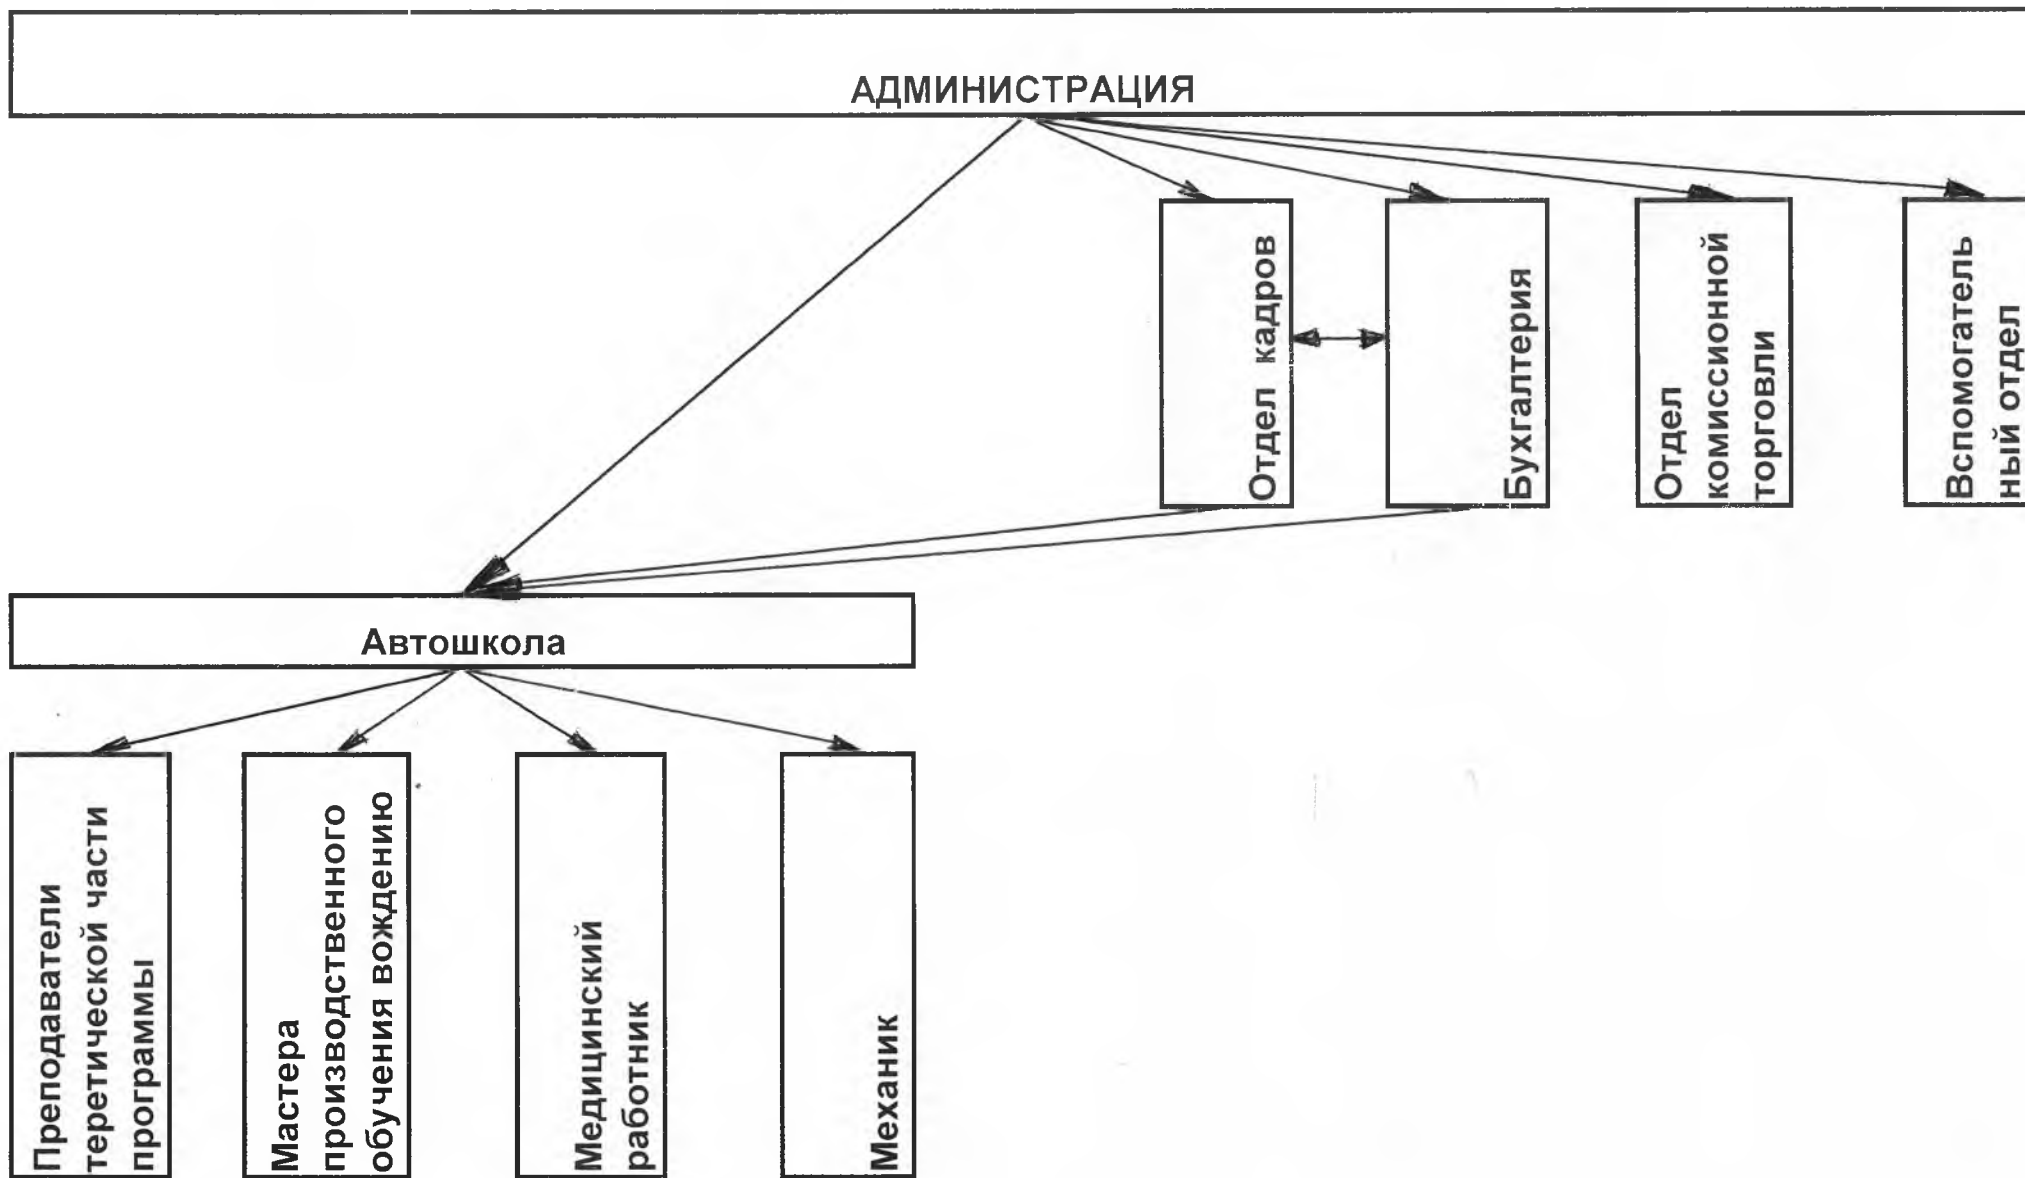 АДМИНИСТРАЦИЯ
Отдел кадров
Бухгалтерия
Отдел
комиссионной
торговли
Вспомогатель
ный отдел
Автошкола
Преподаватели
теретической части
программы
Мастера
производственного
обучения вождению
Медицинский
работник
Механик